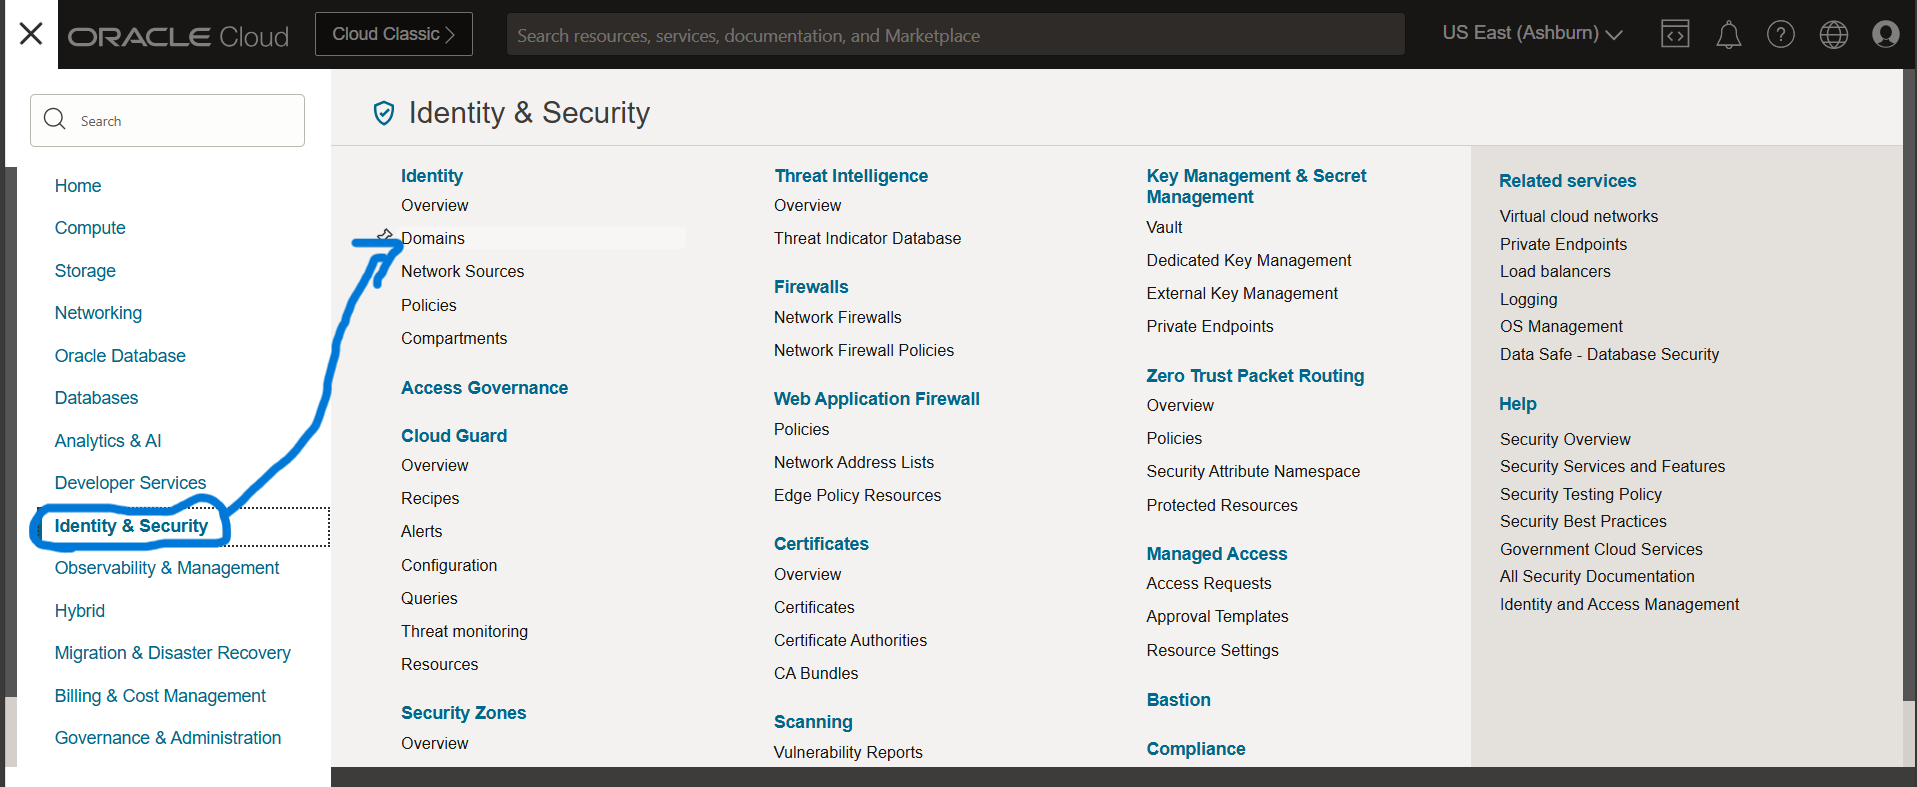 ORACLE Cloud
Cloud Classic
Search resources, services, documentation, and Marketplace
US East (Ashburn)
Search
Home
Compute
Storage
Networking
Oracle Database
Databases
Analytics & AI
Developer Services
Identity & Security
Observability & Management
Hybrid
Migration & Disaster Recovery
Billing & Cost Management
Governance & Administration
Identity & Security
Identity
Overview
Domains
Network Sources
Policies
Compartments
Access Governance
Cloud Guard
Overview
Recipes
Alerts
Configuration
Queries
Threat monitoring
Resources
Security Zones
Overview
Threat Intelligence
Overview
Threat Indicator Database
Firewalls
Network Firewalls
Network Firewall Policies
Web Application Firewall
Policies
Network Address Lists
Edge Policy Resources
Certificates
Overview
Certificates
Certificate Authorities
CA Bundles
Scanning
Vulnerability Reports
Key Management & Secret
Management
Vault
Dedicated Key Management
External Key Management
Private Endpoints
Zero Trust Packet Routing
Overview
Policies
Security Attribute Namespace
Protected Resources
Managed Access
Access Requests
Approval Templates
Resource Settings
Bastion
Compliance
Related services
Virtual cloud networks
Private Endpoints
Load balancers
Logging
OS Management
Data Safe - Database Security
Help
Security Overview
Security Services and Features
Security Testing Policy
Security Best Practices
Government Cloud Services
All Security Documentation
Identity and Access Management